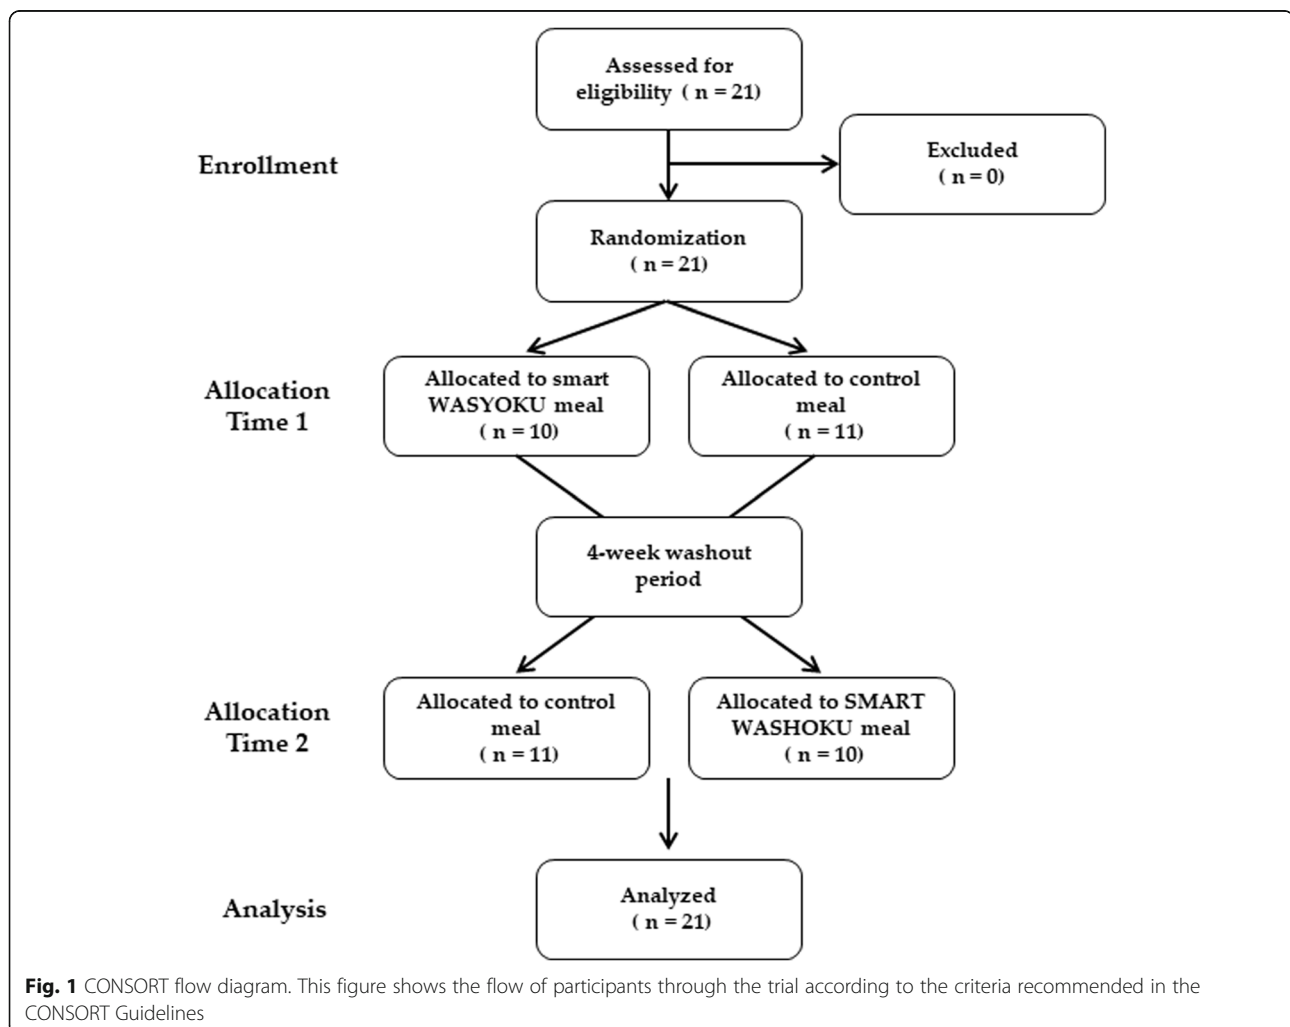 Assessed for
eligibility ( n = 21)
Enrollment
Excluded
( n = 0)
Randomization
( n = 21)
Allocation
Time 1
Allocated to smart
WASYOKU meal
( n = 10)
Allocated to control
meal
( n = 11)
4-week washout
period
Allocation
Time 2
Allocated to control
meal
( n = 11)
Allocated to SMART
WASHOKU meal
( n = 10)
Analysis
Analyzed
( n = 21)
Fig. 1 CONSORT flow diagram. This figure shows the flow of participants through the trial according to the criteria recommended in the
CONSORT Guidelines